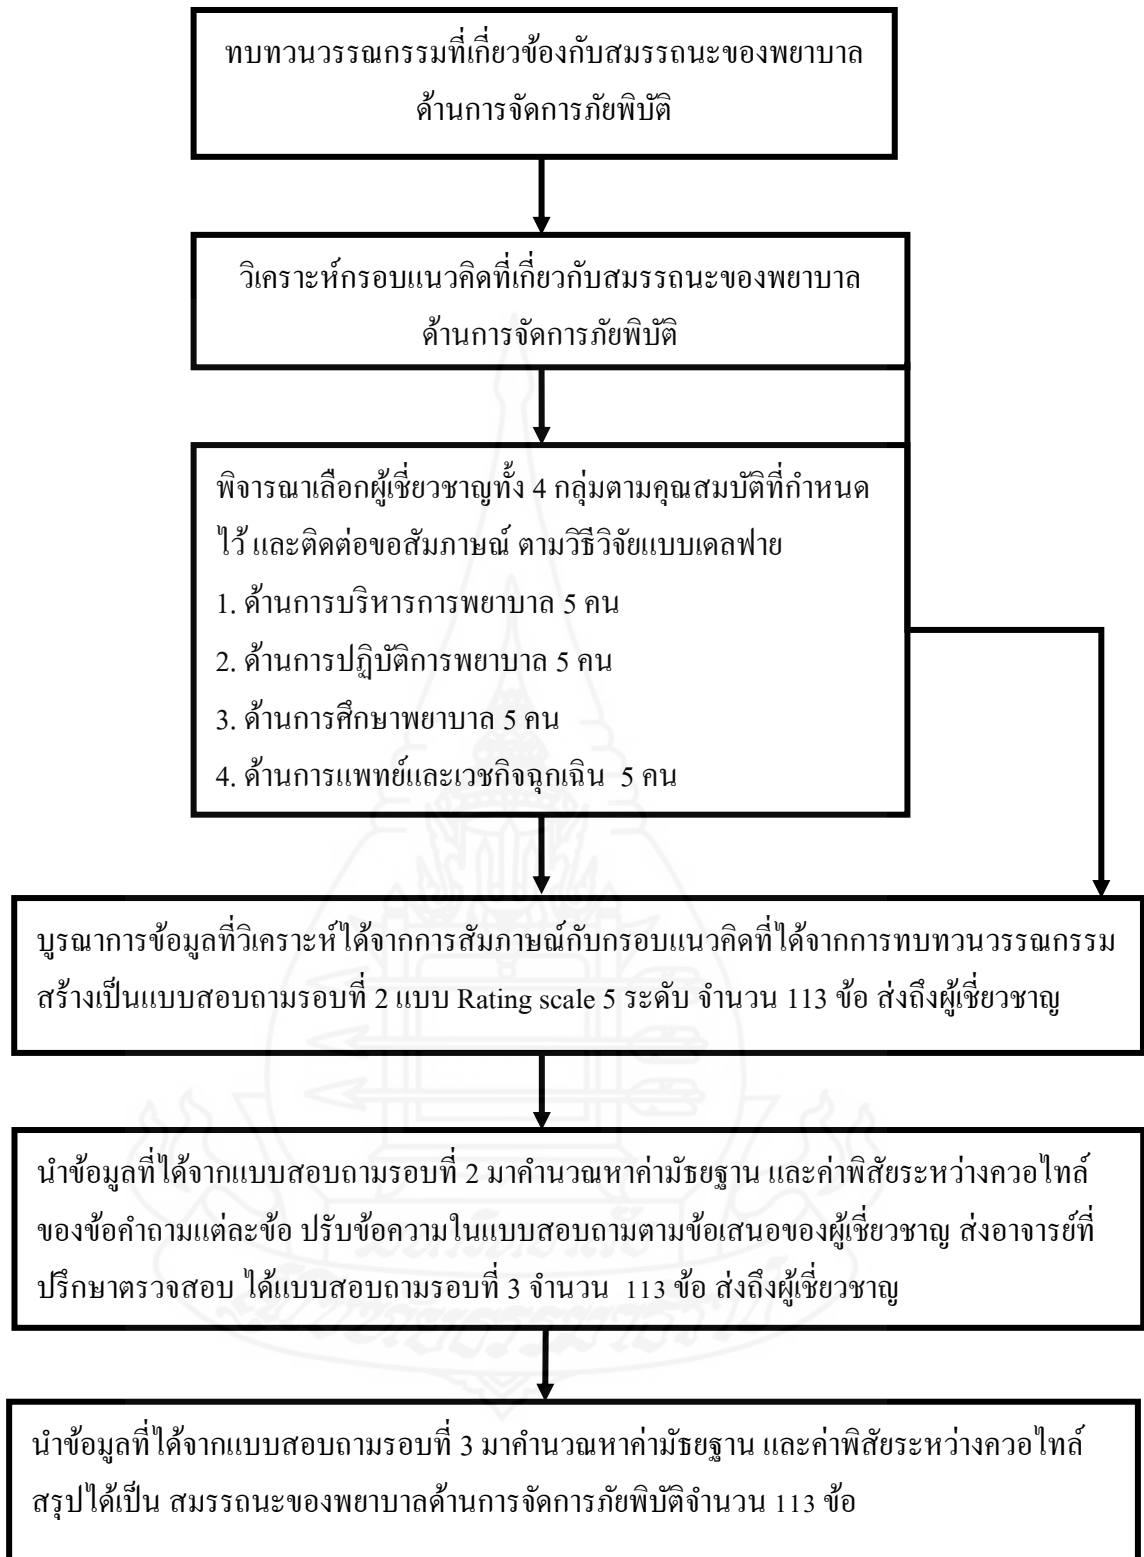 ทบทวนวรรณกรรมที่เกี่ยวข้องกับสมรรถนะของพยาบาล
ด้านการจัดการภัยพิบัติ
วิเคราะห์กรอบแนวคิดที่เกี่ยวกับสมรรถนะของพยาบาล
ด้านการจัดการภัยพิบัติ
พิจารณาเลือกผู้เชี่ยวชาญทั้ง 4 กลุ่มตามคุณสมบัติที่กำหนด
ไว้ และติดต่อขอสัมภาษณ์ ตามวิธีวิจัยแบบเดลฟาย
1. ด้านการบริหารการพยาบาล 5 คน
2. ด้านการปฏิบัติการพยาบาล 5 คน
3. ด้านการศึกษาพยาบาล 5 คน
4. ด้านการแพทย์และเวชกิจฉุกเฉิน 5 คน
บูรณาการข้อมูลที่วิเคราะห์ได้จากการสัมภาษณ์กับกรอบแนวคิดที่ได้จากการทบทวนวรรณกรรม
สร้างเป็นแบบสอบถามรอบที่ 2 แบบ Rating scale 5 ระดับ จำนวน 113 ข้อ ส่งถึงผู้เชี่ยวชาญ
นำข้อมูลที่ได้จากแบบสอบถามรอบที่ 2 มาคำนวณหาค่ามัธยฐาน และค่าพิสัยระหว่างควอไทล์
ของข้อคำถามแต่ละข้อ ปรับข้อความในแบบสอบถามตามข้อเสนอของผู้เชี่ยวชาญ ส่งอาจารย์ที่
ปรึกษาตรวจสอบ ได้แบบสอบถามรอบที่ 3 จำนวน 113 ข้อ ส่งถึงผู้เชี่ยวชาญ
นำข้อมูลที่ได้จากแบบสอบถามรอบที่ 3 มาคำนวณหาค่ามัธยฐาน และค่าพิสัยระหว่างควอไทล์
สรุปได้เป็น สมรรถนะของพยาบาลด้านการจัดการภัยพิบัติจำนวน 113 ข้อ